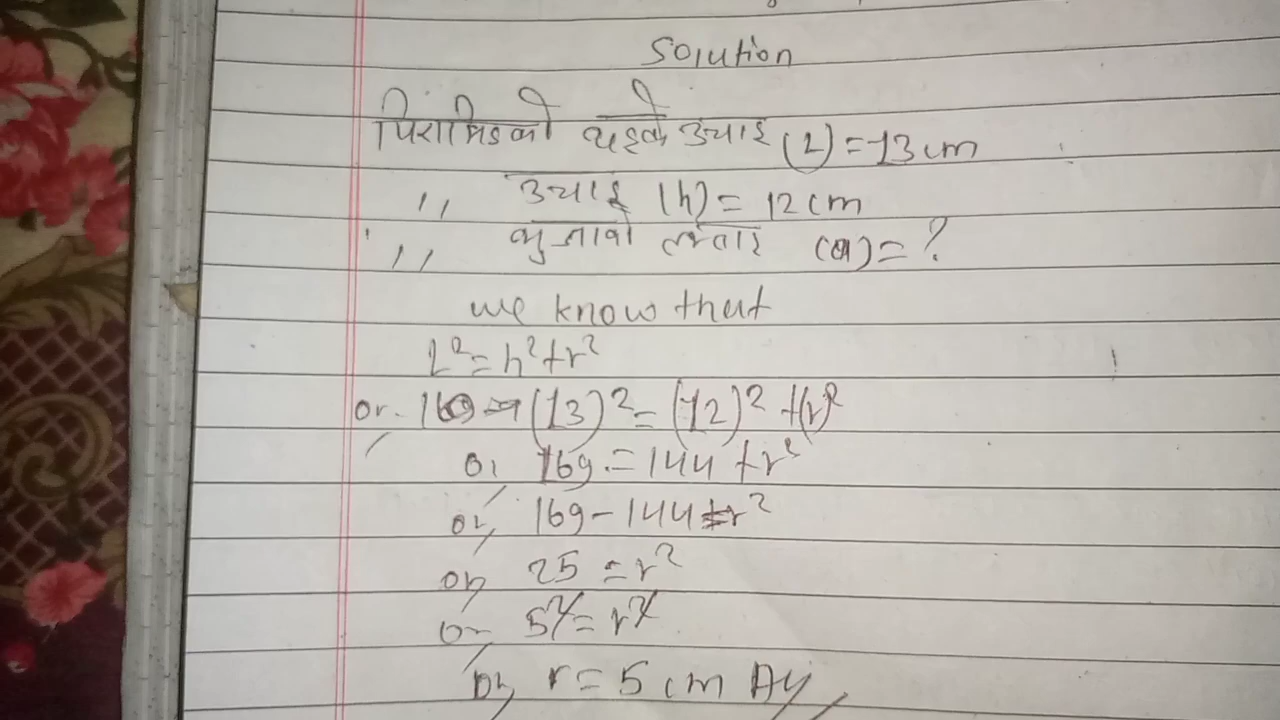 Solution
पिरामिडको छड्के उचाई (L) = 13 cm
,, उचाई (h) = 12 cm
,, भुजाको लम्बाई (a) = ?
we know that
L² = h² + r²
or (13)² = (12)² + (r)²
or, 169 = 144 + r²
or, 169 - 144 = r²
or, 25 = r²
or, 5² = r²
or, r = 5 cm